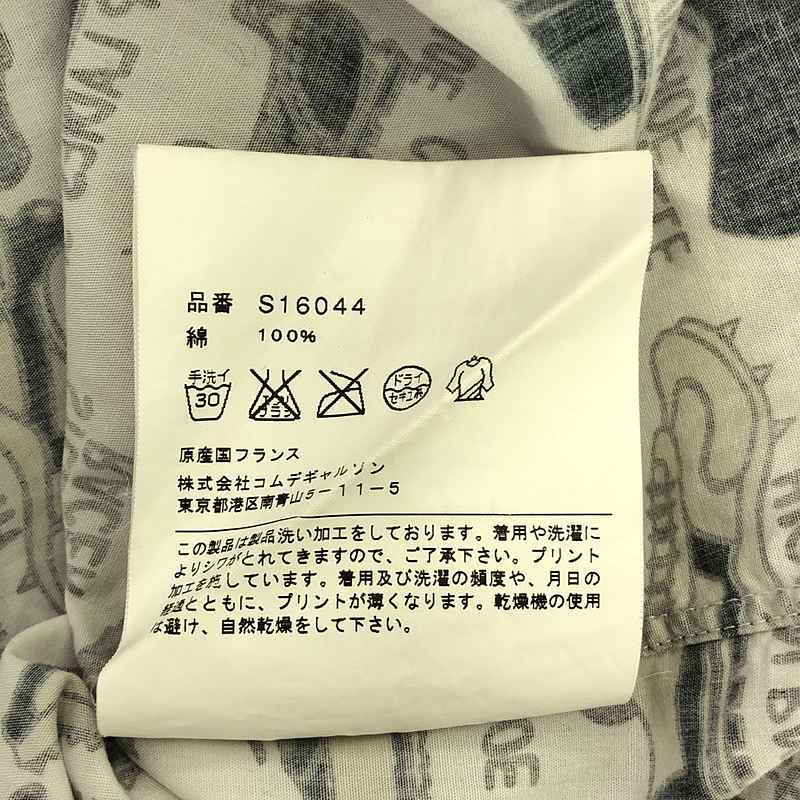 品番 S16044
綿 100%
手洗イ
30
エンソ
サラシ
ドライ
セキユ系
原産国フランス
株式会社コムデギャルソン
東京都港区南青山5-11-5
この製品は製品洗い加工をしております。着用や洗濯に
よりシワがとれてきますので、ご了承下さい。プリント
加工を施しています。着用及び洗濯の頻度や、月日の
経過とともに、プリントが薄くなります。乾燥機の使用
は避け、自然乾燥をして下さい。